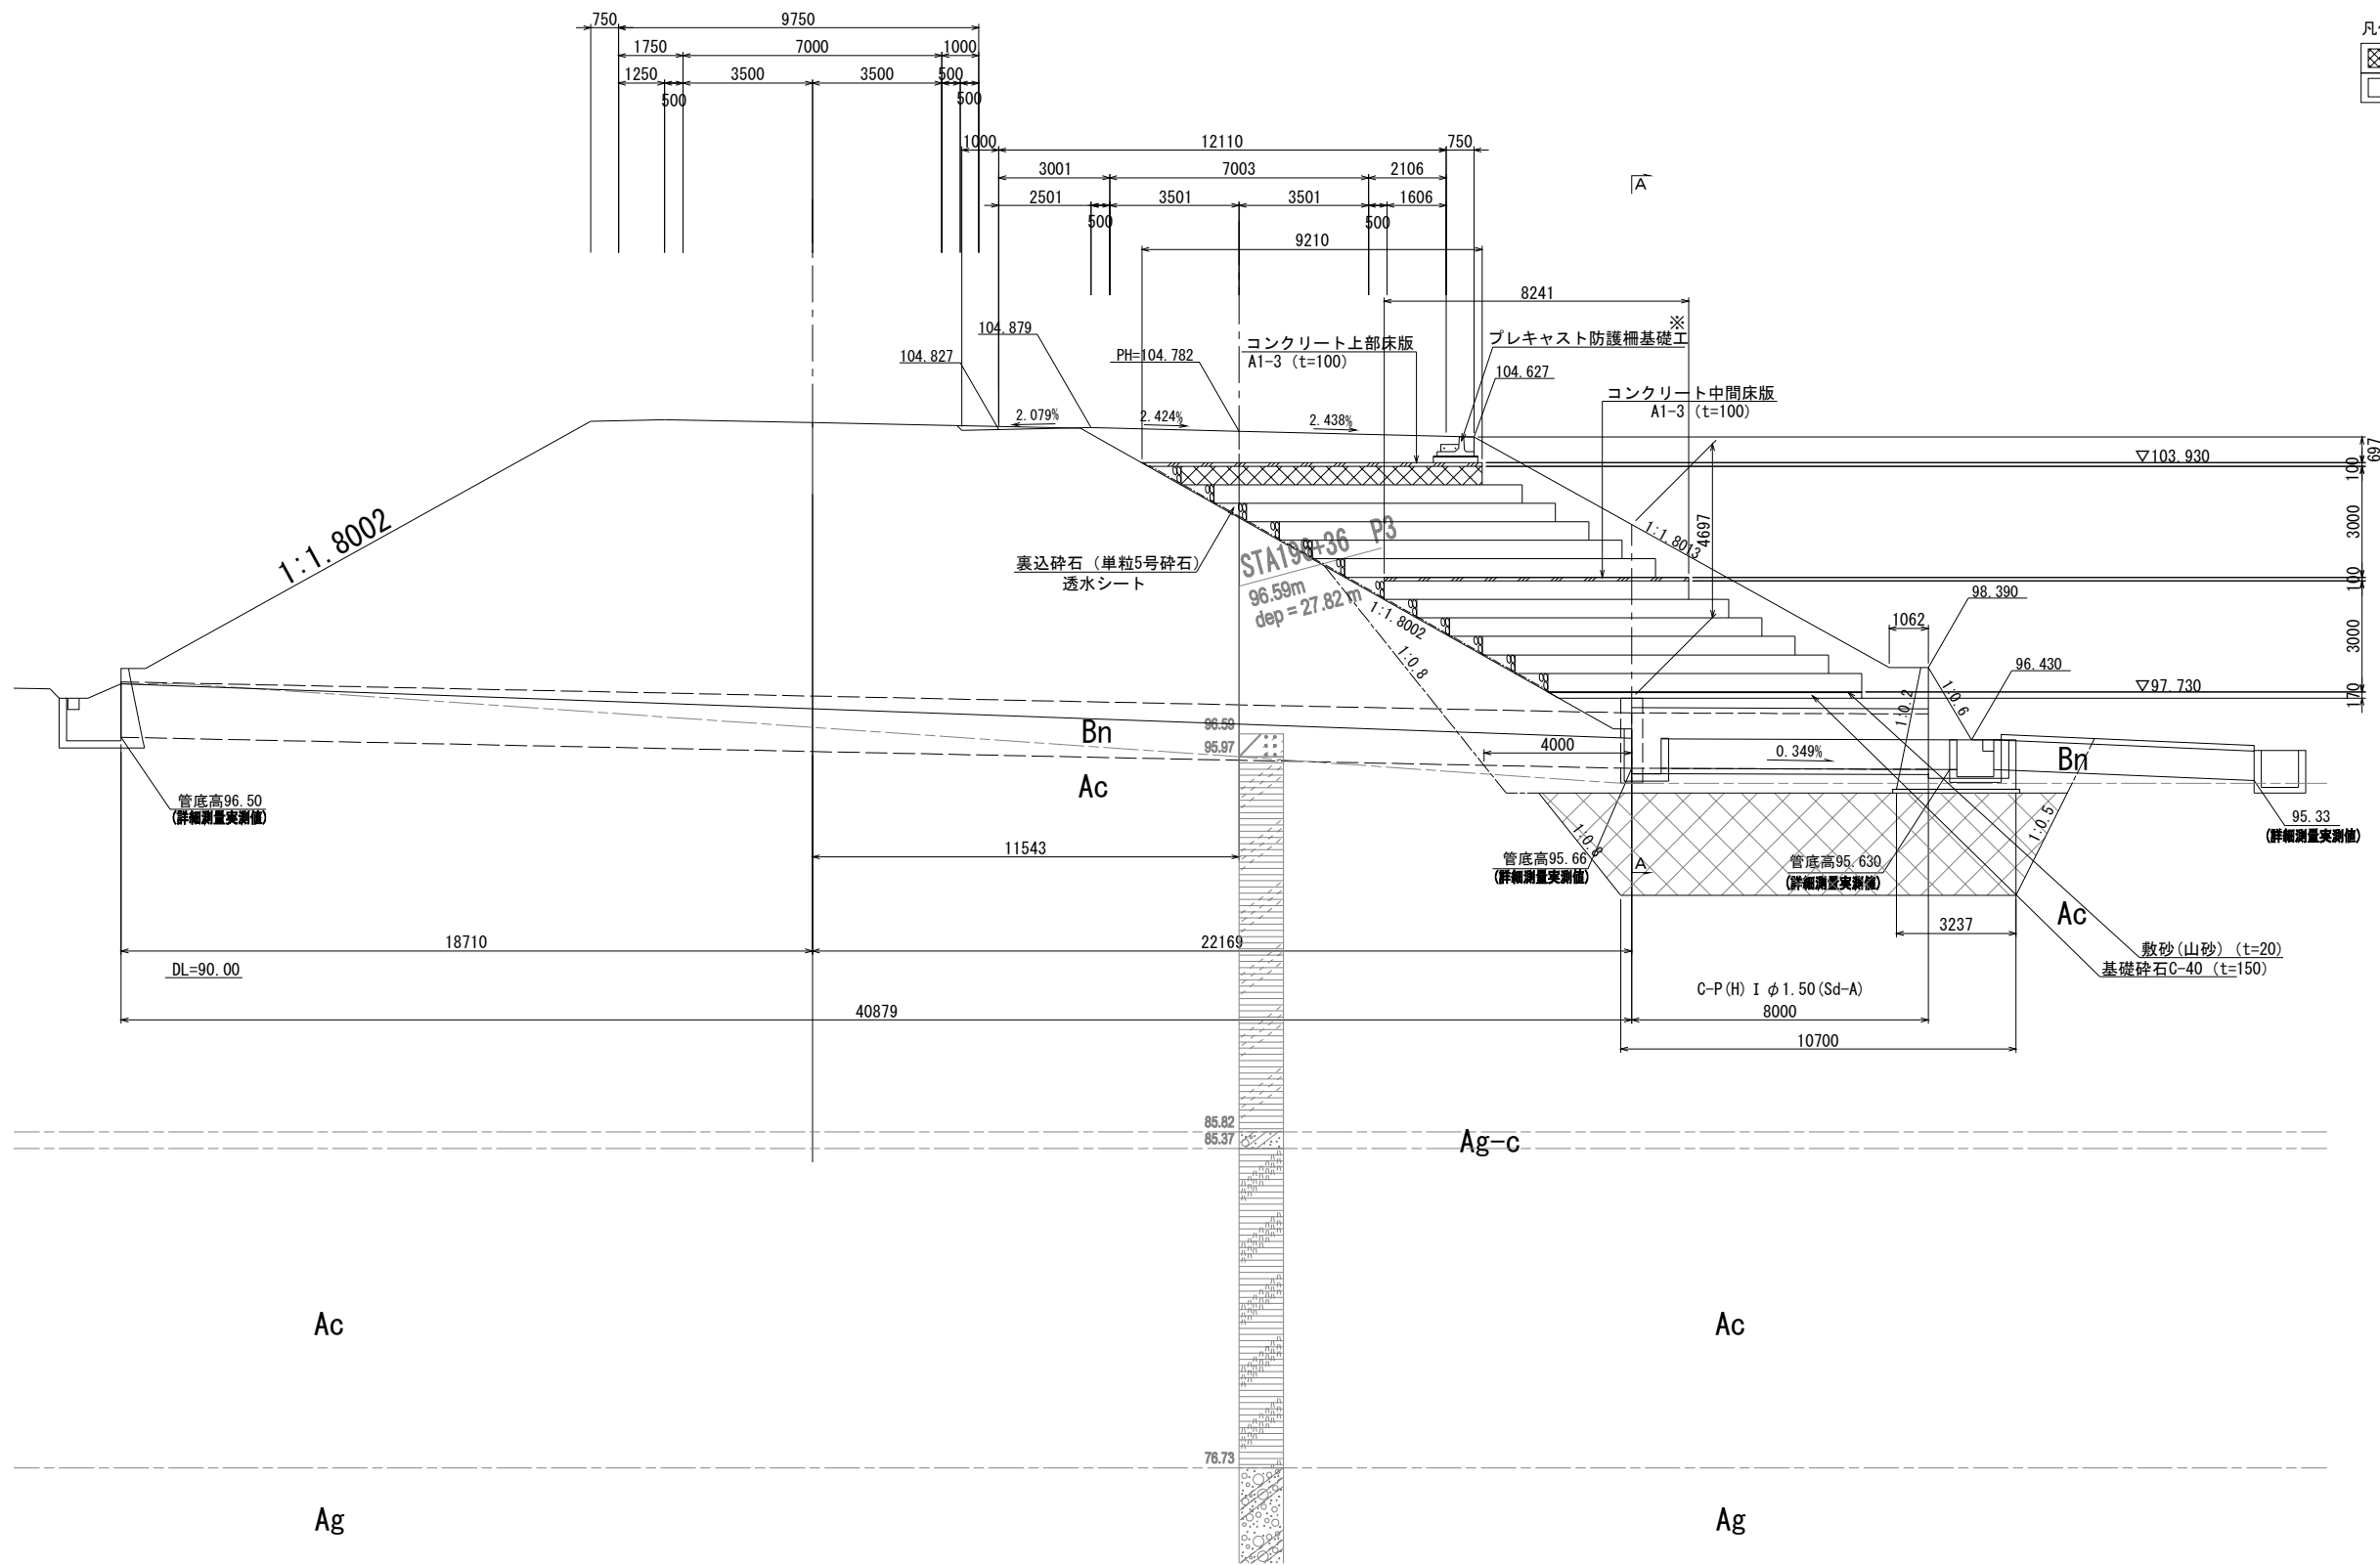 750
9750
1750
7000
1000
1250
500
3500
3500
500
500
凡
1000
12110
750
3001
7003
2106
2501
500
3501
3501
500
1606
A
9210
8241
※
プレキャスト防護柵基礎工
104.879
104.827
PH=104.782
コンクリート上部床版
A1-3 (t=100)
104.627
コンクリート中間床版
A1-3 (t=100)
2.079%
2.424%
2.438%
697
▽103.930
100
3000
1:1.8002
裏込砕石 (単粒5号砕石)
透水シート
STA198+36 P3
96.59m
dep = 27.82 m
4697
1:1.8013
100
1:1.8002
1:0.8
98.390
1062
3000
96.430
1:0.2
1:0.6
▽97.730
170
Bn
96.59
95.97
4000
0.349%
Bn
Ac
管底高96.50
(詳細測量実測値)
11543
1:0.8
管底高95.66
(詳細測量実測値)
A
管底高95.630
(詳細測量実測値)
1:0.5
95.33
(詳細測量実測値)
Ac
18710
22169
3237
敷砂(山砂) (t=20)
基礎砕石C-40 (t=150)
DL=90.00
C-P(H) I φ1.50(Sd-A)
40879
8000
10700
85.82
85.37
Ag-c
Ac
Ac
76.73
Ag
Ag